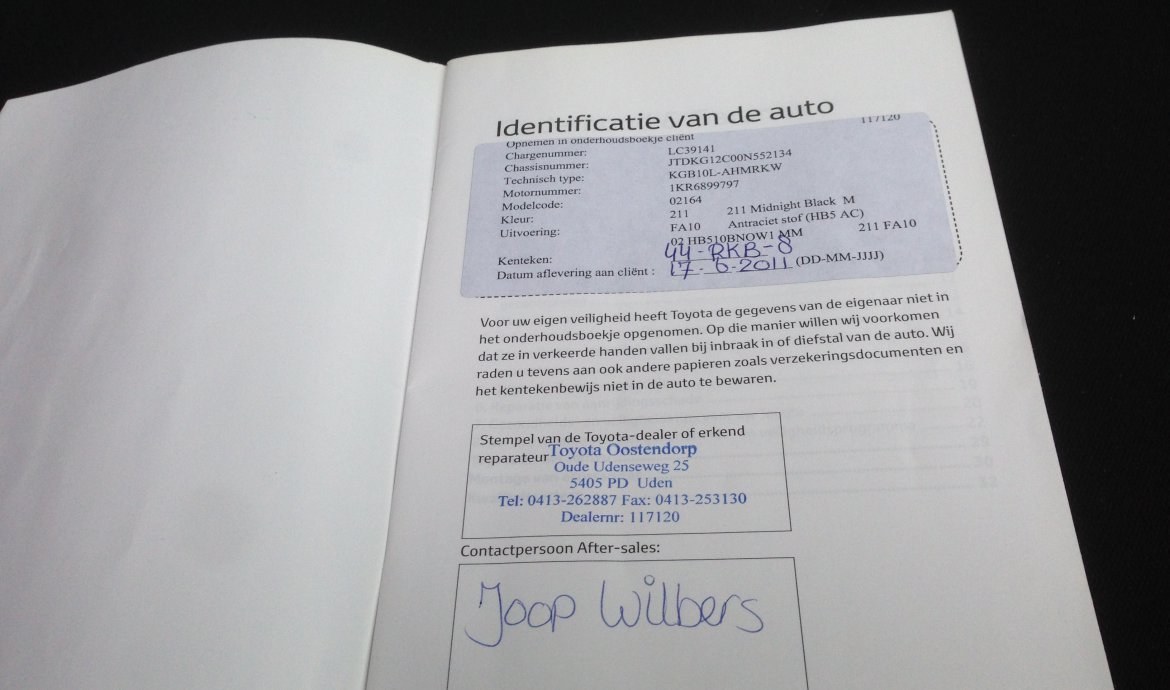 Identificatie van de auto
117120
Opnemen in onderhoudsboekje cliënt
Chargenummer: LC39141
Chassisnummer: JTDKG12C00N552134
Technisch type: KGB10L-AHMRKW
Motornummer: 1KR6899797
Modelcode: 02164
Kleur: 211 211 Midnight Black M
Uitvoering: FA10 Antraciet stof (HB5 AC)
02 HB510BNOW1 MM 211 FA10
Kenteken: 44-RKB-8
Datum aflevering aan cliënt : 17-6-2011 (DD-MM-JJJJ)
Voor uw eigen veiligheid heeft Toyota de gegevens van de eigenaar niet in
het onderhoudsboekje opgenomen. Op die manier willen wij voorkomen
dat ze in verkeerde handen vallen bij inbraak in of diefstal van de auto. Wij
raden u tevens aan ook andere papieren zoals verzekeringsdocumenten en
het kentekenbewijs niet in de auto te bewaren.
Stempel van de Toyota-dealer of erkend
reparateur Toyota Oostendorp
Oude Udenseweg 25
5405 PD Uden
Tel: 0413-262887 Fax: 0413-253130
Dealernr: 117120
Contactpersoon After-sales:
Joop Wilbers